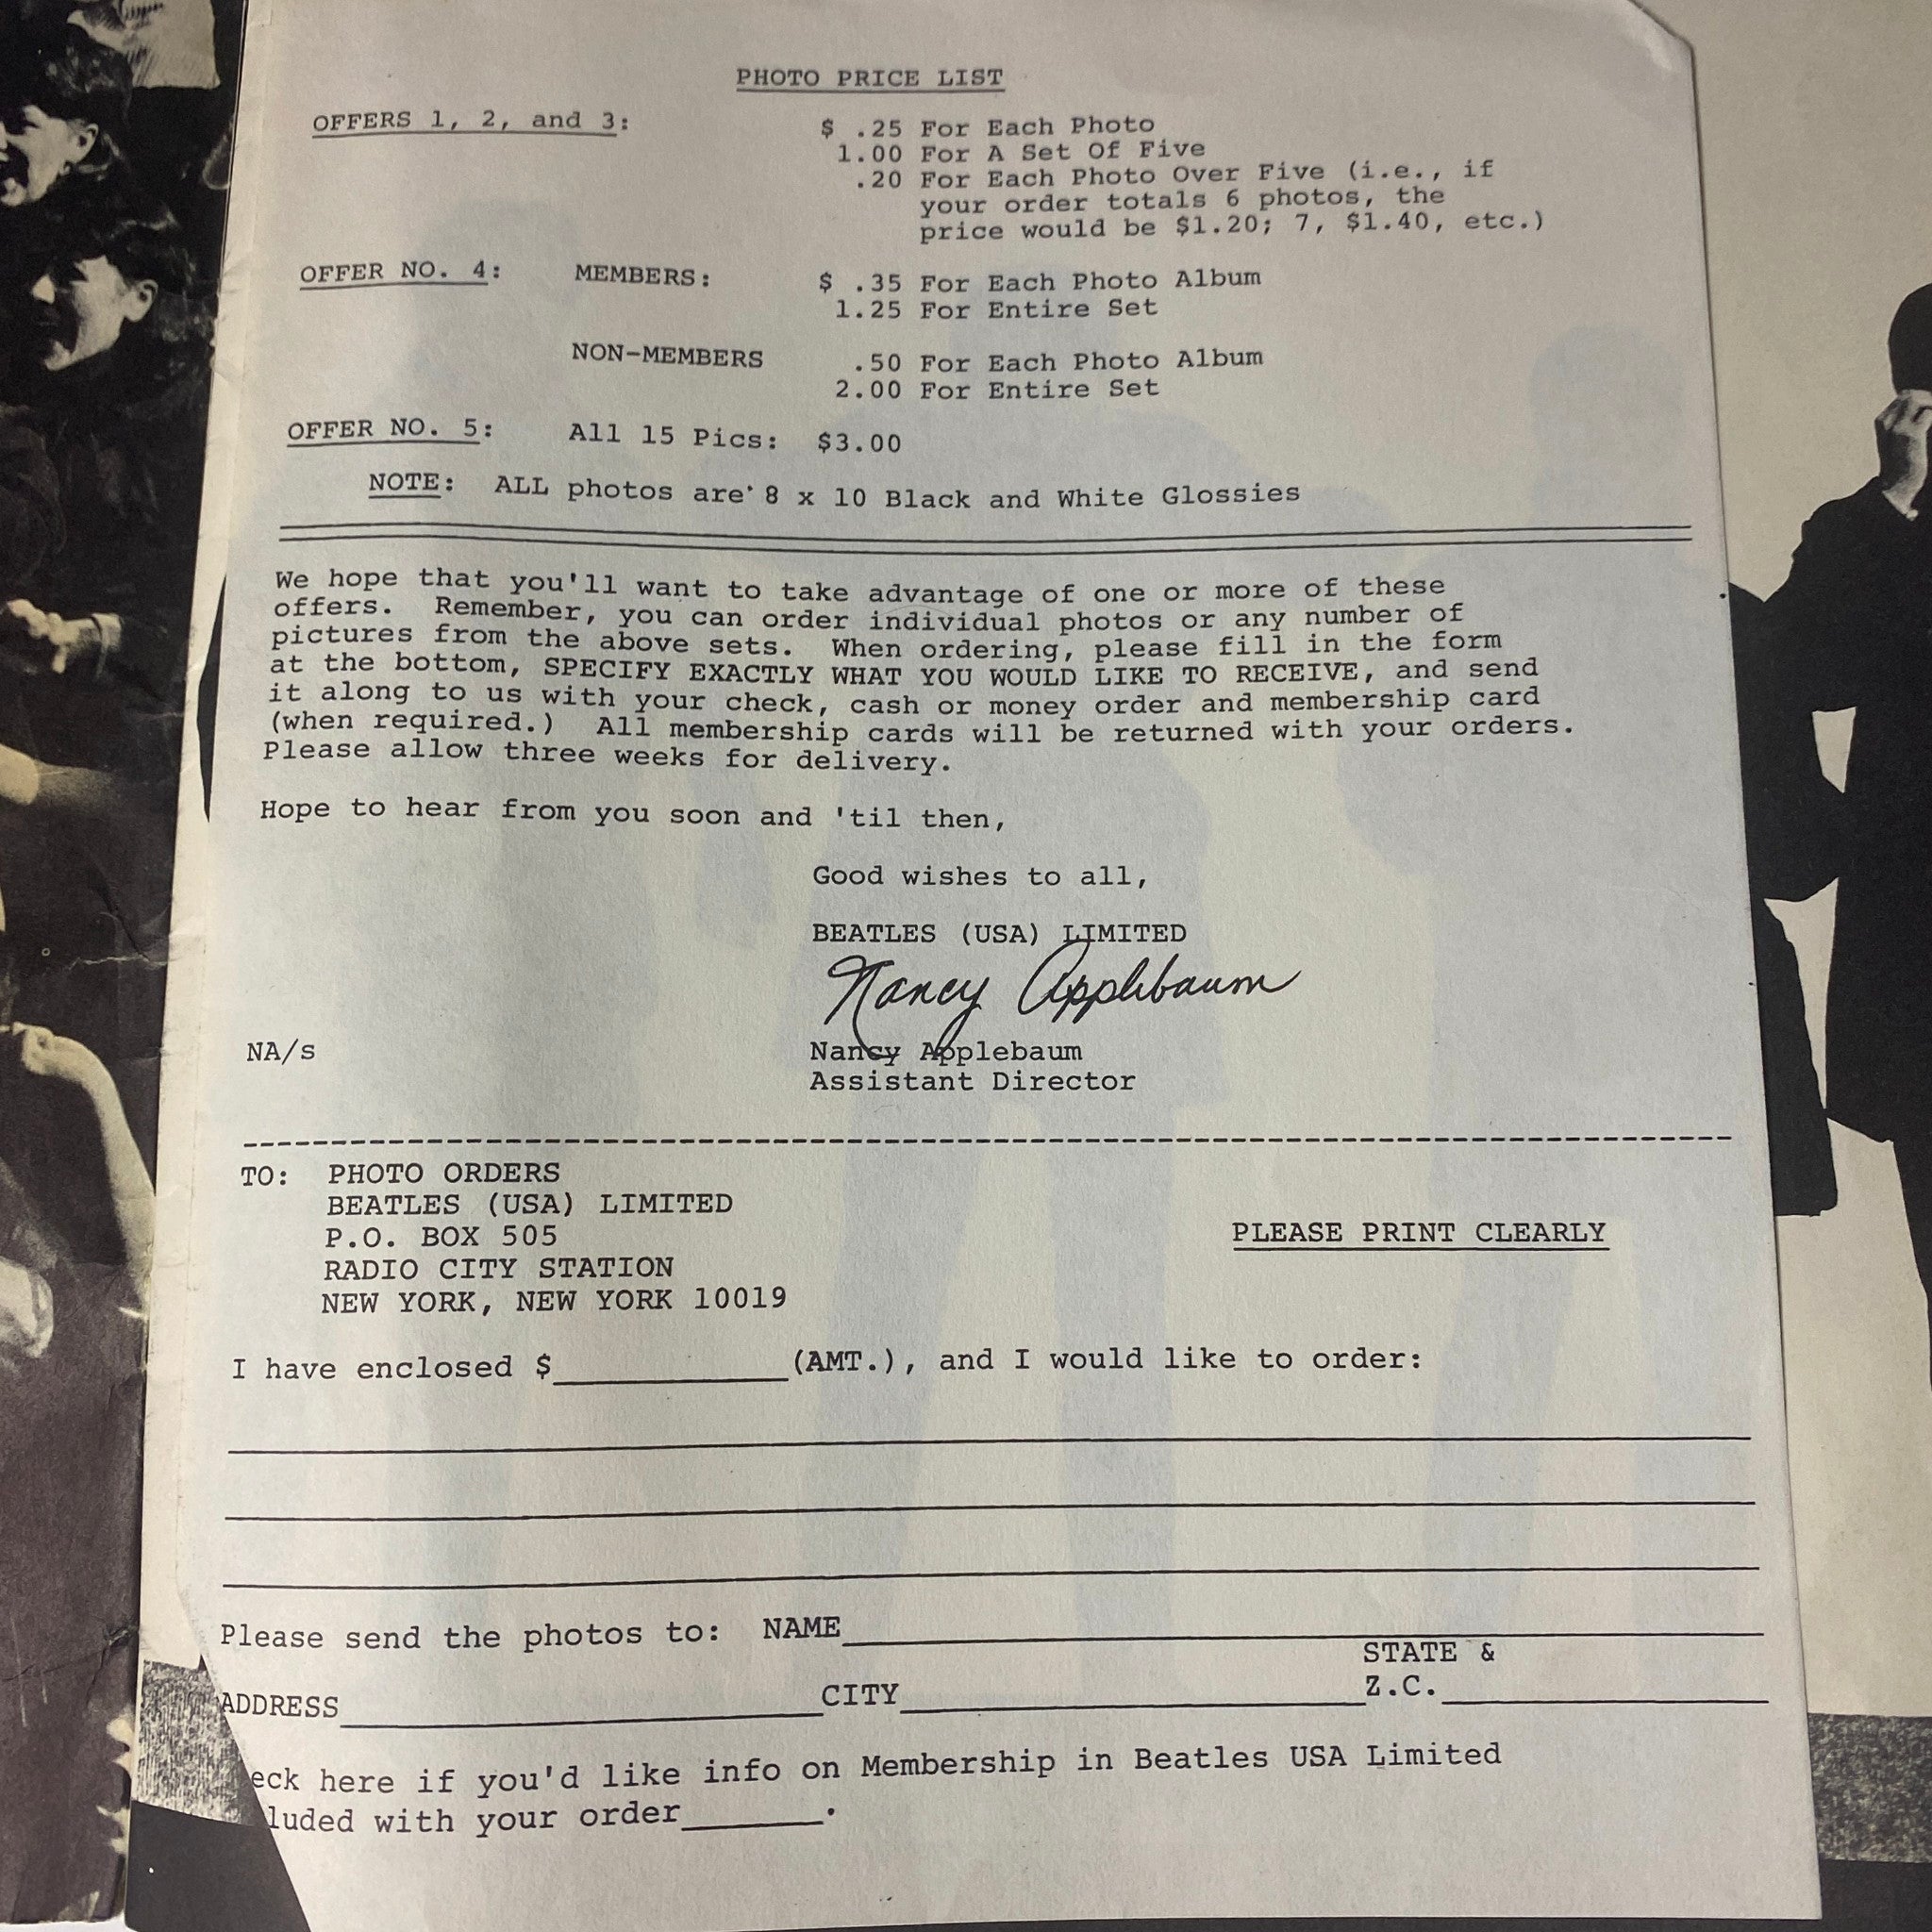 PHOTO PRICE LIST
OFFERS 1, 2, and 3:
$ .25 For Each Photo
1.00 For A Set Of Five
.20 For Each Photo Over Five (i.e., if
your order totals 6 photos, the
price would be $1.20; 7, $1.40, etc.)
OFFER NO. 4: MEMBERS: $ .35 For Each Photo Album
1.25 For Entire Set
NON-MEMBERS .50 For Each Photo Album
2.00 For Entire Set
OFFER NO. 5: All 15 Pics: $3.00
NOTE: ALL photos are 8 x 10 Black and White Glossies
We hope that you'll want to take advantage of one or more of these
offers. Remember, you can order individual photos or any number of
pictures from the above sets. When ordering, please fill in the form
at the bottom, SPECIFY EXACTLY WHAT YOU WOULD LIKE TO RECEIVE, and send
it along to us with your check, cash or money order and membership card
(when required.) All membership cards will be returned with your orders.
Please allow three weeks for delivery.
Hope to hear from you soon and 'til then,
Good wishes to all,
BEATLES (USA) LIMITED
Nancy Applebaum
NA/s Nancy Applebaum
Assistant Director
TO: PHOTO ORDERS
BEATLES (USA) LIMITED
P.O. BOX 505
RADIO CITY STATION
NEW YORK, NEW YORK 10019
PLEASE PRINT CLEARLY
I have enclosed $__________(AMT.), and I would like to order:
Please send the photos to: NAME
ADDRESS CITY STATE &
Z.C.
eck here if you'd like info on Membership in Beatles USA Limited
luded with your order______.